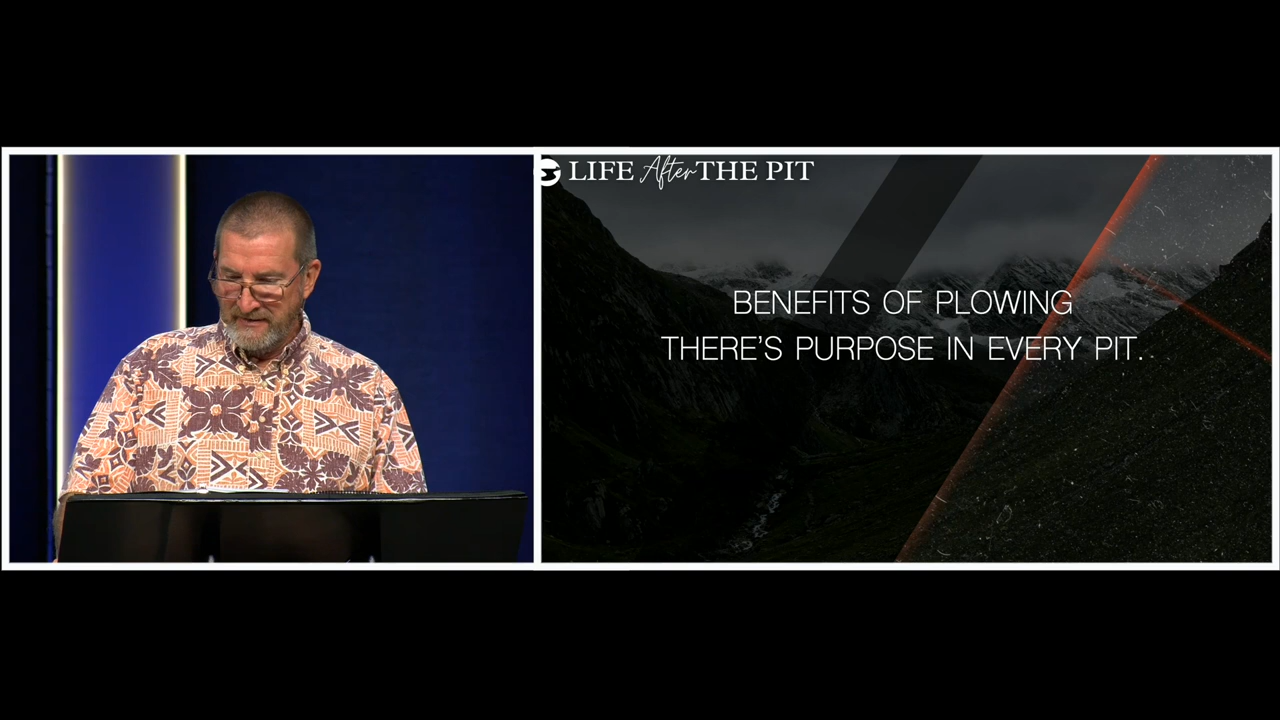 LIFE After THE PIT
BENEFITS OF PLOWING
THERE'S PURPOSE IN EVERY PIT.